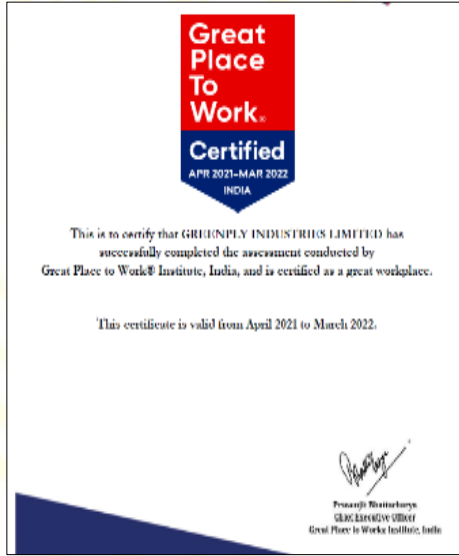 Great
Place
To
Work®
Certified
APR 2021-MAR 2022
INDIA
This is to certify that GREENPLY INDUSTRIES LIMITED has
successfully completed the assessment conducted by
Great Place to Work® Institute, India, and is certified as a great workplace.
This certificate is valid from April 2021 to March 2022.
Prasenjit Bhattacharya
Chief Executive Officer
Great Place to Work® Institute, India